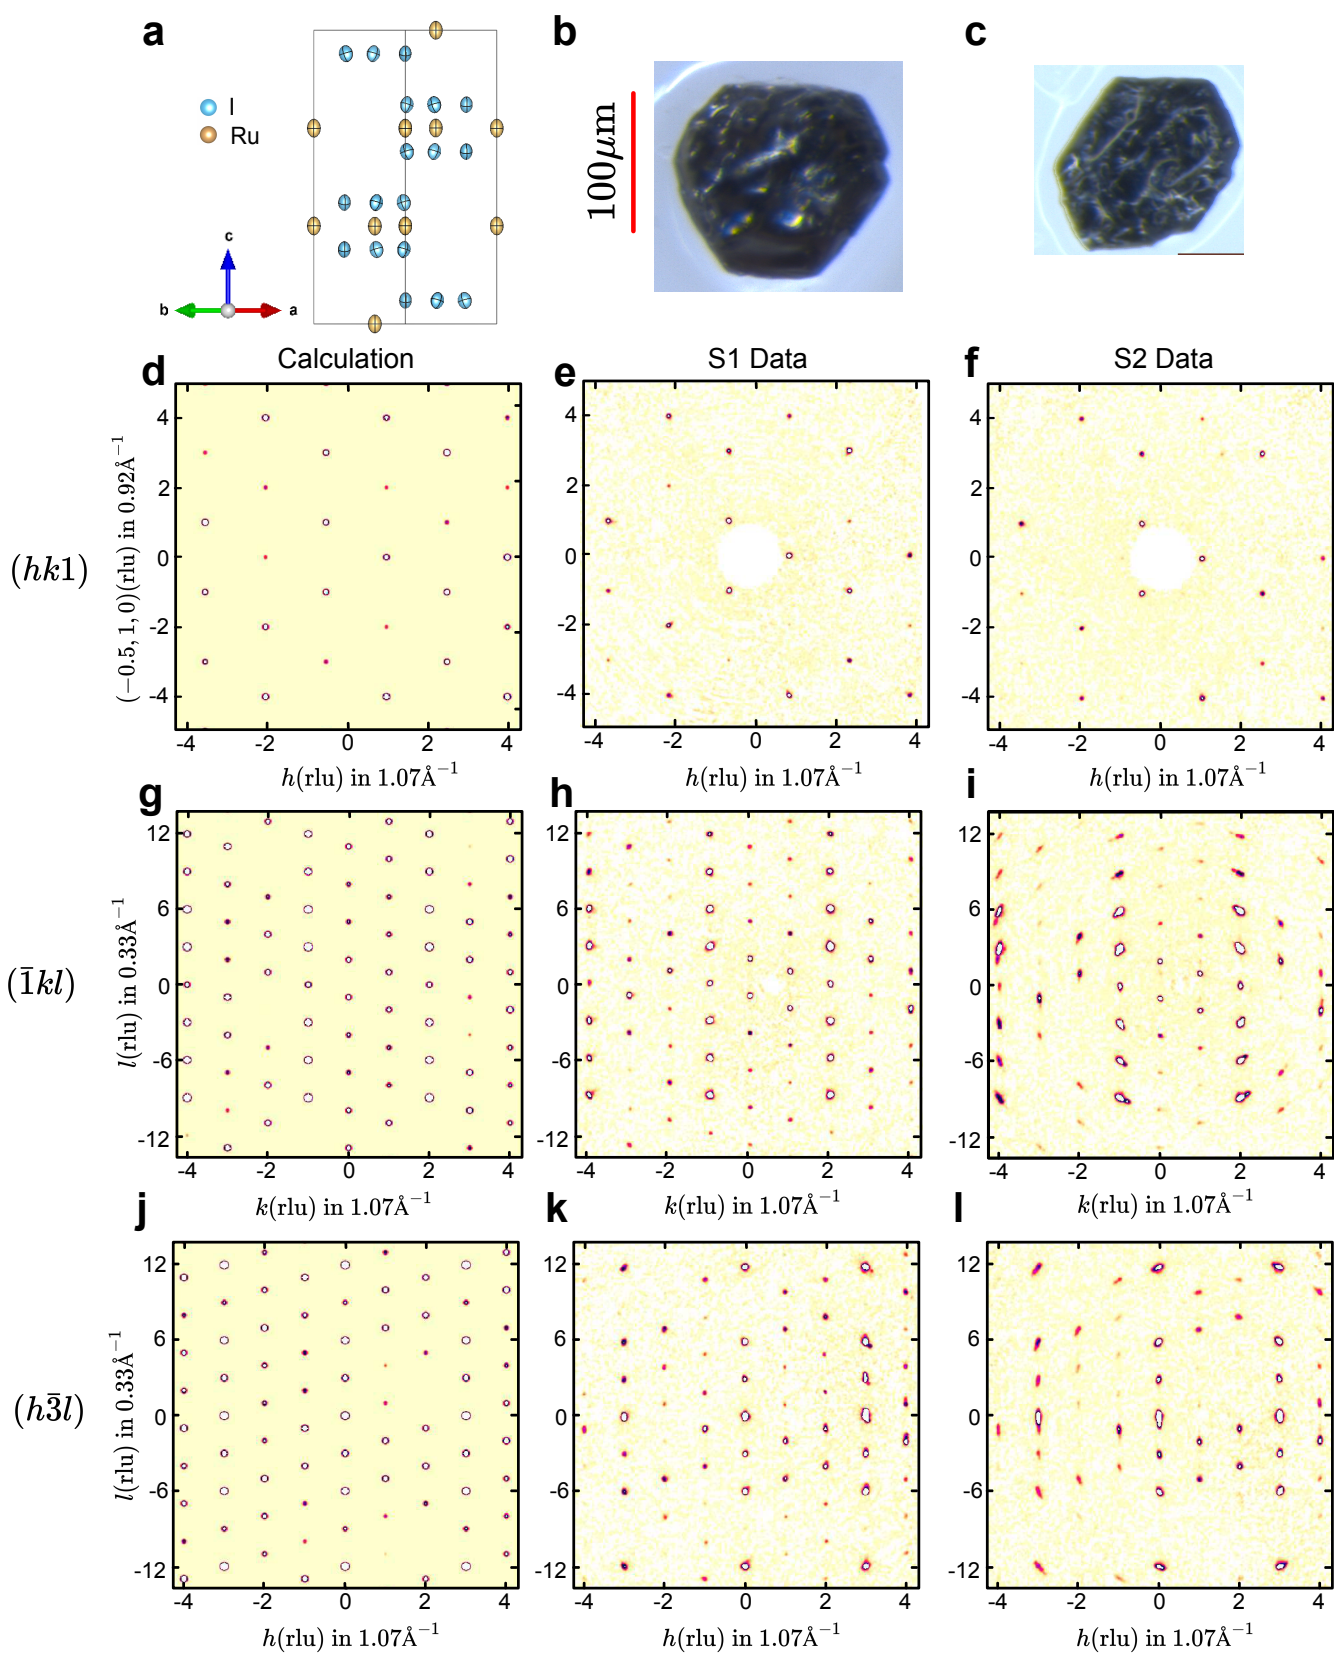 a
b
c
I
Ru
c
b
a
100μm
Calculation
S1 Data
S2 Data
d
e
f
(hk1)
(−0.5, 1, 0)(rlu) in 0.92Å⁻¹
4
2
0
-2
-4
-4 -2 0 2 4
h(rlu) in 1.07Å⁻¹
4
2
0
-2
-4
-4 -2 0 2 4
h(rlu) in 1.07Å⁻¹
4
2
0
-2
-4
-4 -2 0 2 4
h(rlu) in 1.07Å⁻¹
g
h
i
(1̄kl)
l(rlu) in 0.33Å⁻¹
12
6
0
-6
-12
-4 -2 0 2 4
k(rlu) in 1.07Å⁻¹
12
6
0
-6
-12
-4 -2 0 2 4
k(rlu) in 1.07Å⁻¹
12
6
0
-6
-12
-4 -2 0 2 4
k(rlu) in 1.07Å⁻¹
j
k
l
(h3̄l)
l(rlu) in 0.33Å⁻¹
12
6
0
-6
-12
-4 -2 0 2 4
h(rlu) in 1.07Å⁻¹
12
6
0
-6
-12
-4 -2 0 2 4
h(rlu) in 1.07Å⁻¹
12
6
0
-6
-12
-4 -2 0 2 4
h(rlu) in 1.07Å⁻¹